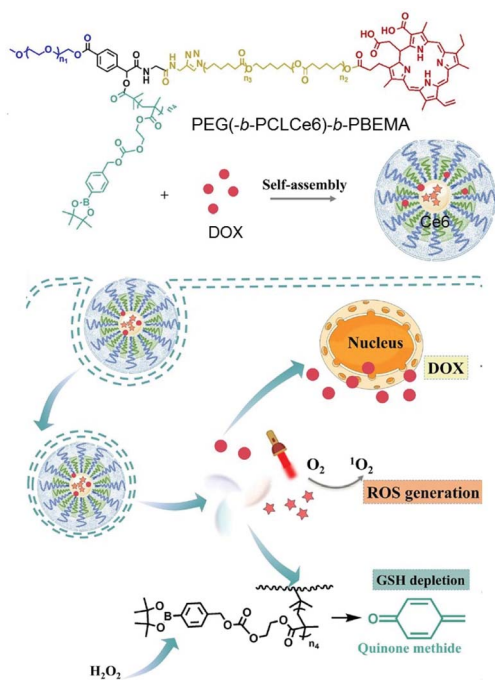 PEG(-b-PCLCe6)-b-PBEMA
+
DOX
Self-assembly
Ce6
Nucleus
DOX
O₂
¹O₂
ROS generation
GSH depletion
H₂O₂
Quinone methide